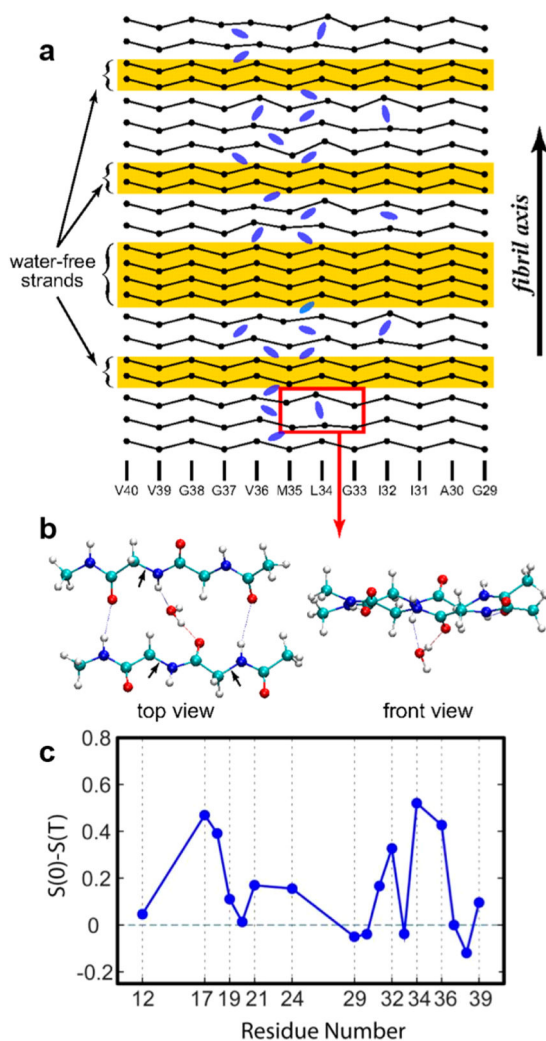 a
water-free
strands
fibril axis
V40 V39 G38 G37 V36 M35 L34 G33 I32 I31 A30 G29
b
top view front view
c
S(0)-S(T)
0.8
0.6
0.4
0.2
0
-0.2
12 17 19 21 24 29 32 34 36 39
Residue Number